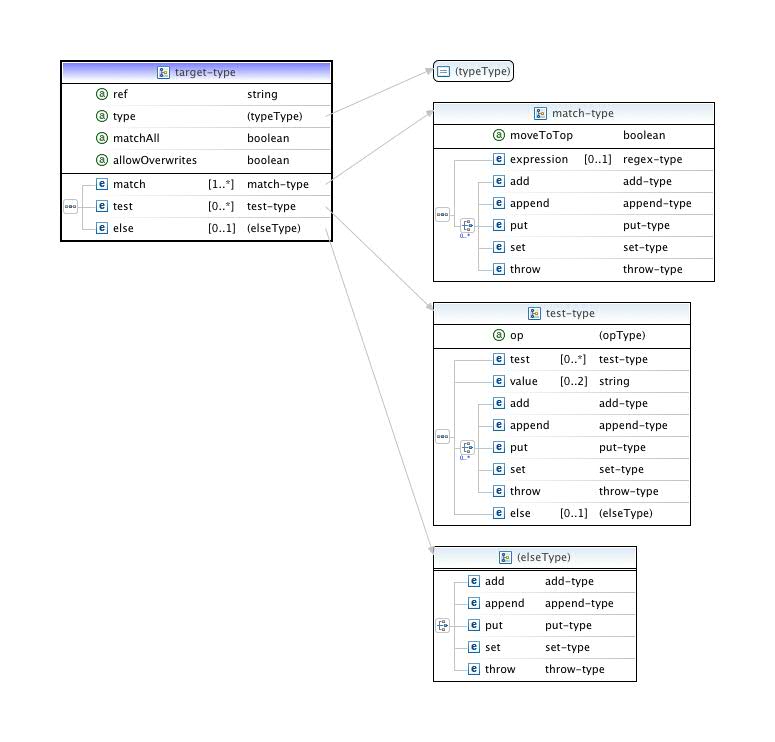 target-type
a ref string
a type (typeType)
a matchAll boolean
a allowOverwrites boolean
e match [1..*] match-type
e test [0..*] test-type
e else [0..1] (elseType)
(typeType)
match-type
a moveToTop boolean
e expression [0..1] regex-type
e add add-type
e append append-type
e put put-type
0..*
e set set-type
e throw throw-type
test-type
a op (opType)
e test [0..*] test-type
e value [0..2] string
e add add-type
e append append-type
e put put-type
0..*
e set set-type
e throw throw-type
e else [0..1] (elseType)
(elseType)
e add add-type
e append append-type
e put put-type
e set set-type
e throw throw-type